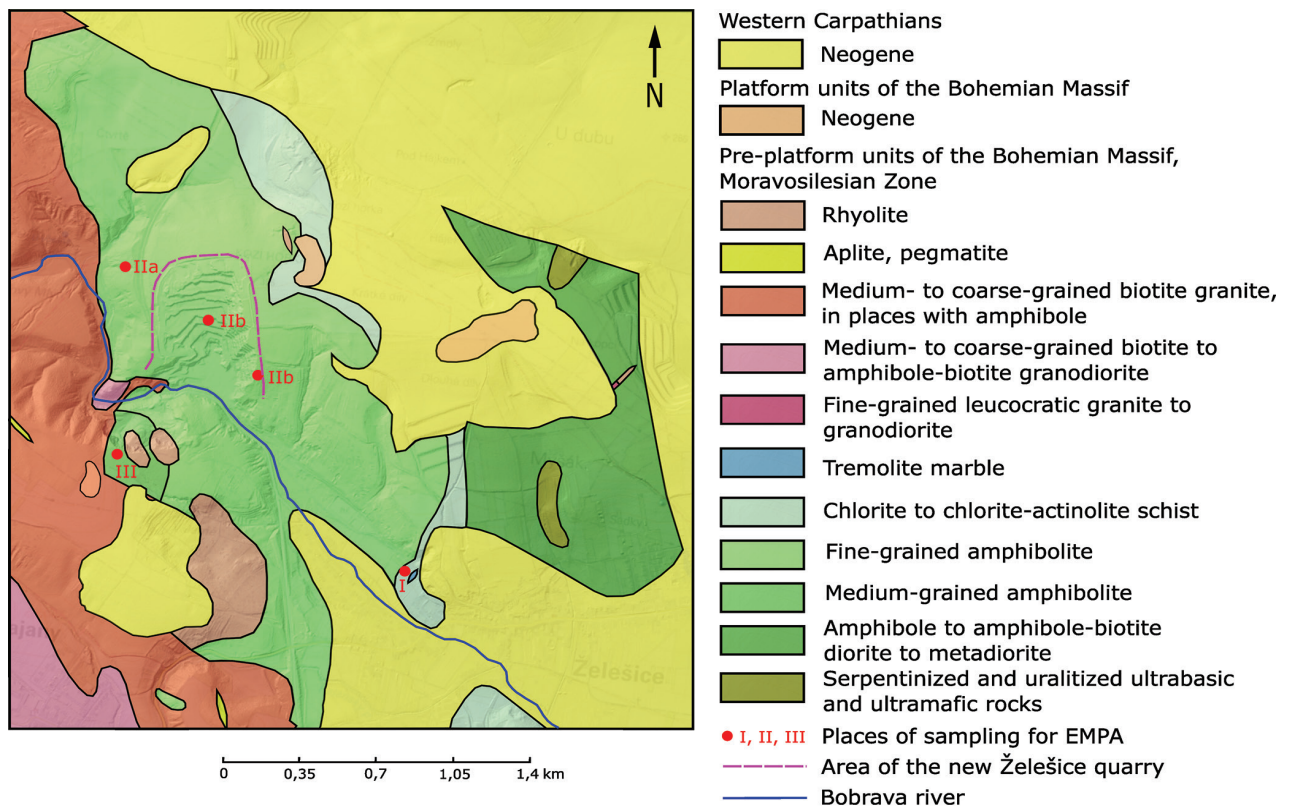 N
U dubu
IIa
IIb
IIb
III
I
ajany
Želešice
0 0,35 0,7 1,05 1,4 km
Western Carpathians
Neogene
Platform units of the Bohemian Massif
Neogene
Pre-platform units of the Bohemian Massif,
Moravosilesian Zone
Rhyolite
Aplite, pegmatite
Medium- to coarse-grained biotite granite,
in places with amphibole
Medium- to coarse-grained biotite to
amphibole-biotite granodiorite
Fine-grained leucocratic granite to
granodiorite
Tremolite marble
Chlorite to chlorite-actinolite schist
Fine-grained amphibolite
Medium-grained amphibolite
Amphibole to amphibole-biotite
diorite to metadiorite
Serpentinized and uralitized ultrabasic
and ultramafic rocks
I, II, III Places of sampling for EMPA
Area of the new Želešice quarry
Bobrava river